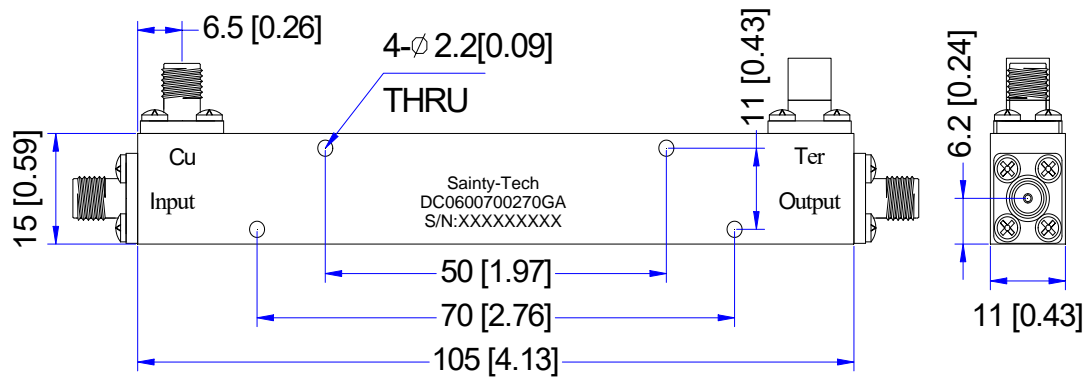 6.5 [0.26]
4-∅ 2.2[0.09]
THRU
11 [0.43]
6.2 [0.24]
15 [0.59]
Cu
Input
Sainty-Tech
DC0600700270GA
S/N:XXXXXXXXX
Ter
Output
50 [1.97]
70 [2.76]
105 [4.13]
11 [0.43]